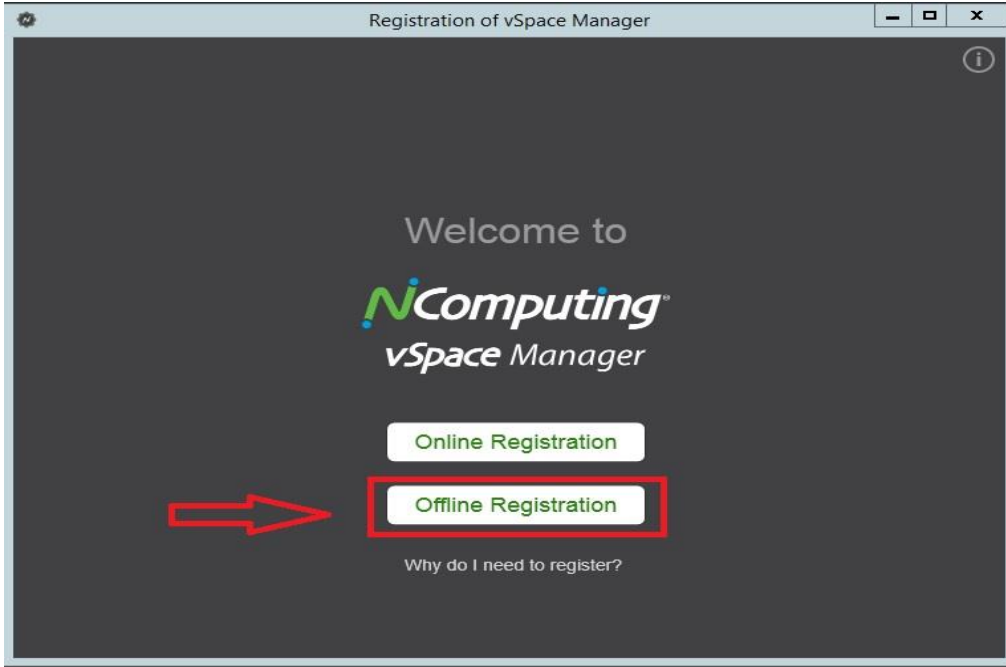 Registration of vSpace Manager
Welcome to
NComputing®
vSpace Manager
Online Registration
Offline Registration
Why do I need to register?